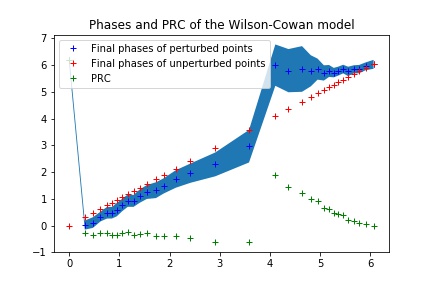 Phases and PRC of the Wilson-Cowan model
Final phases of perturbed points
Final phases of unperturbed points
PRC
7
6
5
4
3
2
1
0
−1
0 1 2 3 4 5 6